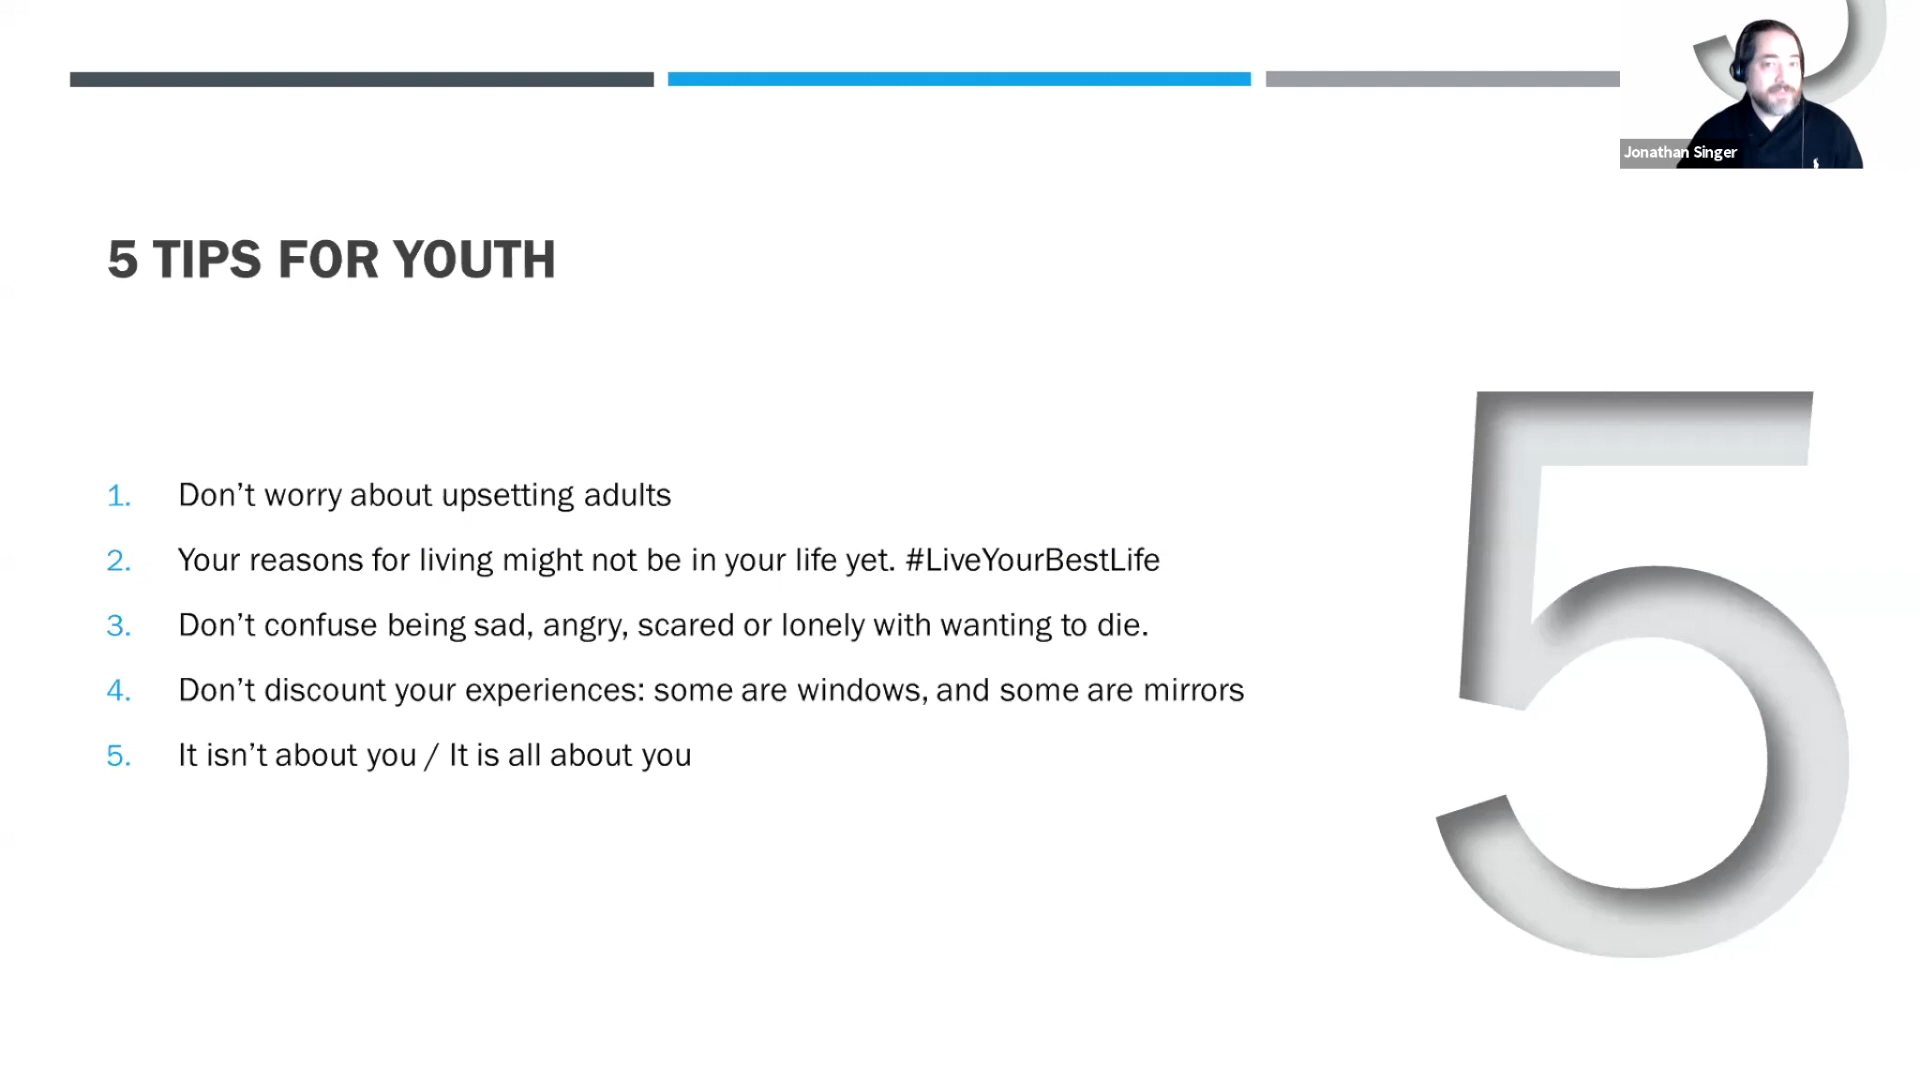 Jonathan Singer
5 TIPS FOR YOUTH
1. Don’t worry about upsetting adults
2. Your reasons for living might not be in your life yet. #LiveYourBestLife
3. Don’t confuse being sad, angry, scared or lonely with wanting to die.
4. Don’t discount your experiences: some are windows, and some are mirrors
5. It isn’t about you / It is all about you
5